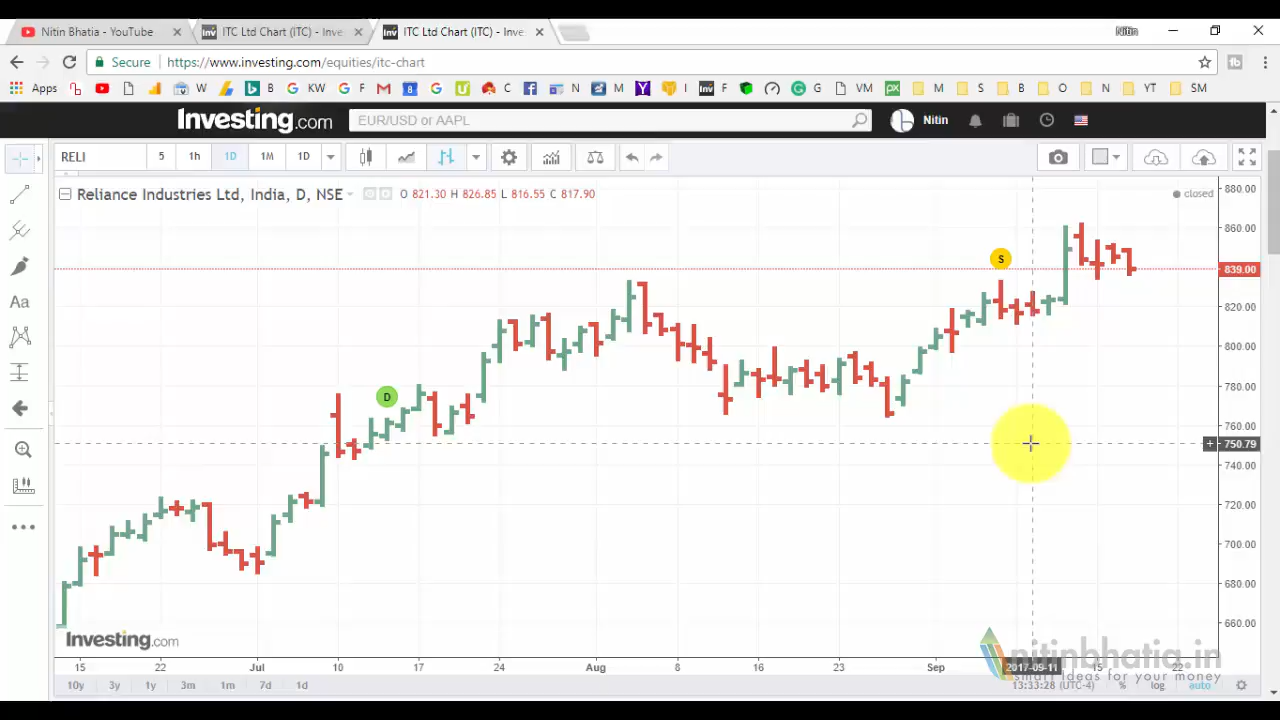 Nitin Bhatia - YouTube
ITC Ltd Chart (ITC) - Inve
ITC Ltd Chart (ITC) - Inve
Nitin
Secure
https://www.investing.com/equities/itc-chart
Apps W B KW G F G F G C F N M Y I F G VM M S B O N YT SM
Investing.com
EUR/USD or AAPL
Nitin
RELI 5 1h 1D 1M 1D
Reliance Industries Ltd, India, D, NSE O 821.30 H 826.85 L 816.55 C 817.90
closed
880.00
860.00
S
839.00
820.00
800.00
780.00
D
760.00
750.79
740.00
720.00
700.00
680.00
660.00
Investing.com
nitinbhatia.in
smart ideas for your money
15 22 Jul 10 17 24 Aug 8 16 23 Sep 2017-09-11 15 22
10y 3y 1y 3m 1m 7d 1d 13:33:28 (UTC-4) % log auto